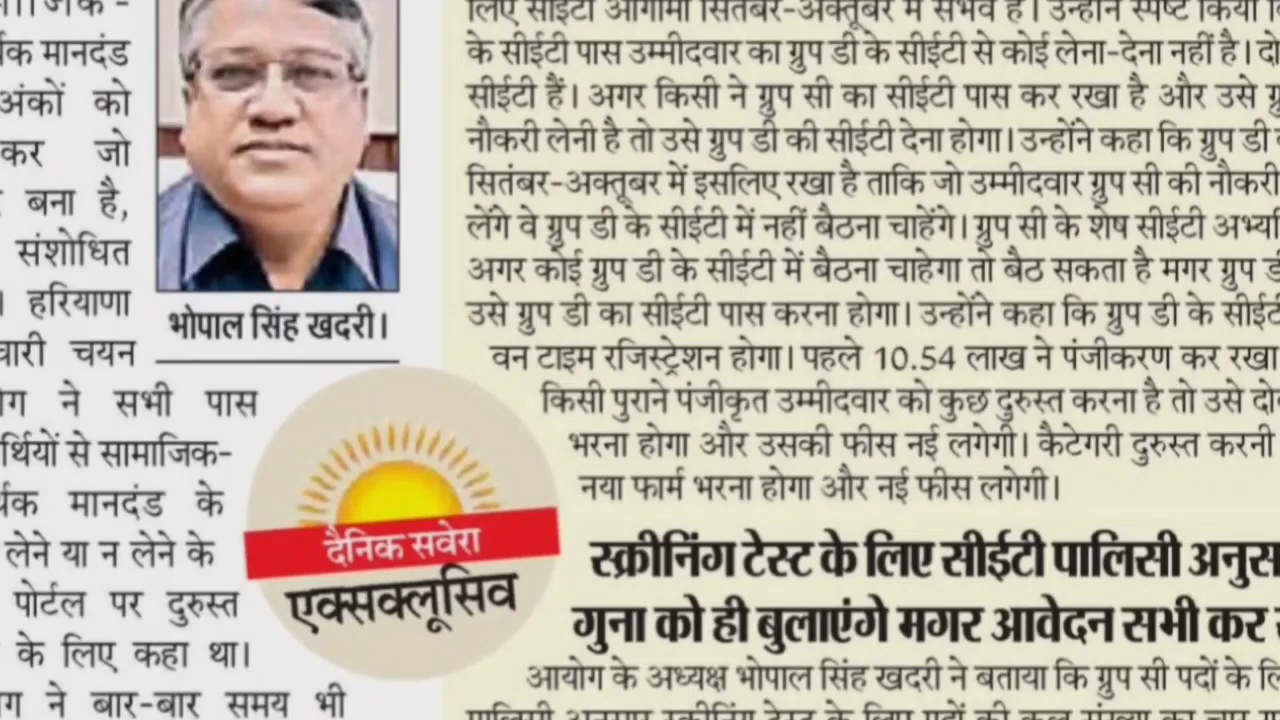 र्थक मानदंड
अंकों को
कर जो
बना है,
संशोधित
। हरियाणा
चारी चयन
ने सभी पास
र्थियों से सामाजिक-
र्थक मानदंड के
लेने या न लेने के
पोर्टल पर दुरुस्त
के लिए कहा था।
ने बार-बार समय भी
भोपाल सिंह खदरी।
दैनिक सवेरा
एक्सक्लूसिव
लिए सीईटी आगामी सितंबर-अक्तूबर में संभव है। उन्होंने स्पष्ट किया
के सीईटी पास उम्मीदवार का ग्रुप डी के सीईटी से कोई लेना-देना नहीं है। दो
सीईटी हैं। अगर किसी ने ग्रुप सी का सीईटी पास कर रखा है और उसे
नौकरी लेनी है तो उसे ग्रुप डी की सीईटी देना होगा। उन्होंने कहा कि ग्रुप डी
सितंबर-अक्तूबर में इसलिए रखा है ताकि जो उम्मीदवार ग्रुप सी की नौकरी
लेंगे वे ग्रुप डी के सीईटी में नहीं बैठना चाहेंगे। ग्रुप सी के शेष सीईटी अभ्या
अगर कोई ग्रुप डी के सीईटी में बैठना चाहेगा तो बैठ सकता है मगर ग्रुप डी
उसे ग्रुप डी का सीईटी पास करना होगा। उन्होंने कहा कि ग्रुप डी के सीईट
वन टाइम रजिस्ट्रेशन होगा। पहले 10.54 लाख ने पंजीकरण कर रखा
किसी पुराने पंजीकृत उम्मीदवार को कुछ दुरुस्त करना है तो उसे दो
भरना होगा और उसकी फीस नई लगेगी। कैटेगरी दुरुस्त करनी
नया फार्म भरना होगा और नई फीस लगेगी।
स्क्रीनिंग टेस्ट के लिए सीईटी पालिसी अनुस
गुना को ही बुलाएंगे मगर आवेदन सभी कर
आयोग के अध्यक्ष भोपाल सिंह खदरी ने बताया कि ग्रुप सी पदों के लि